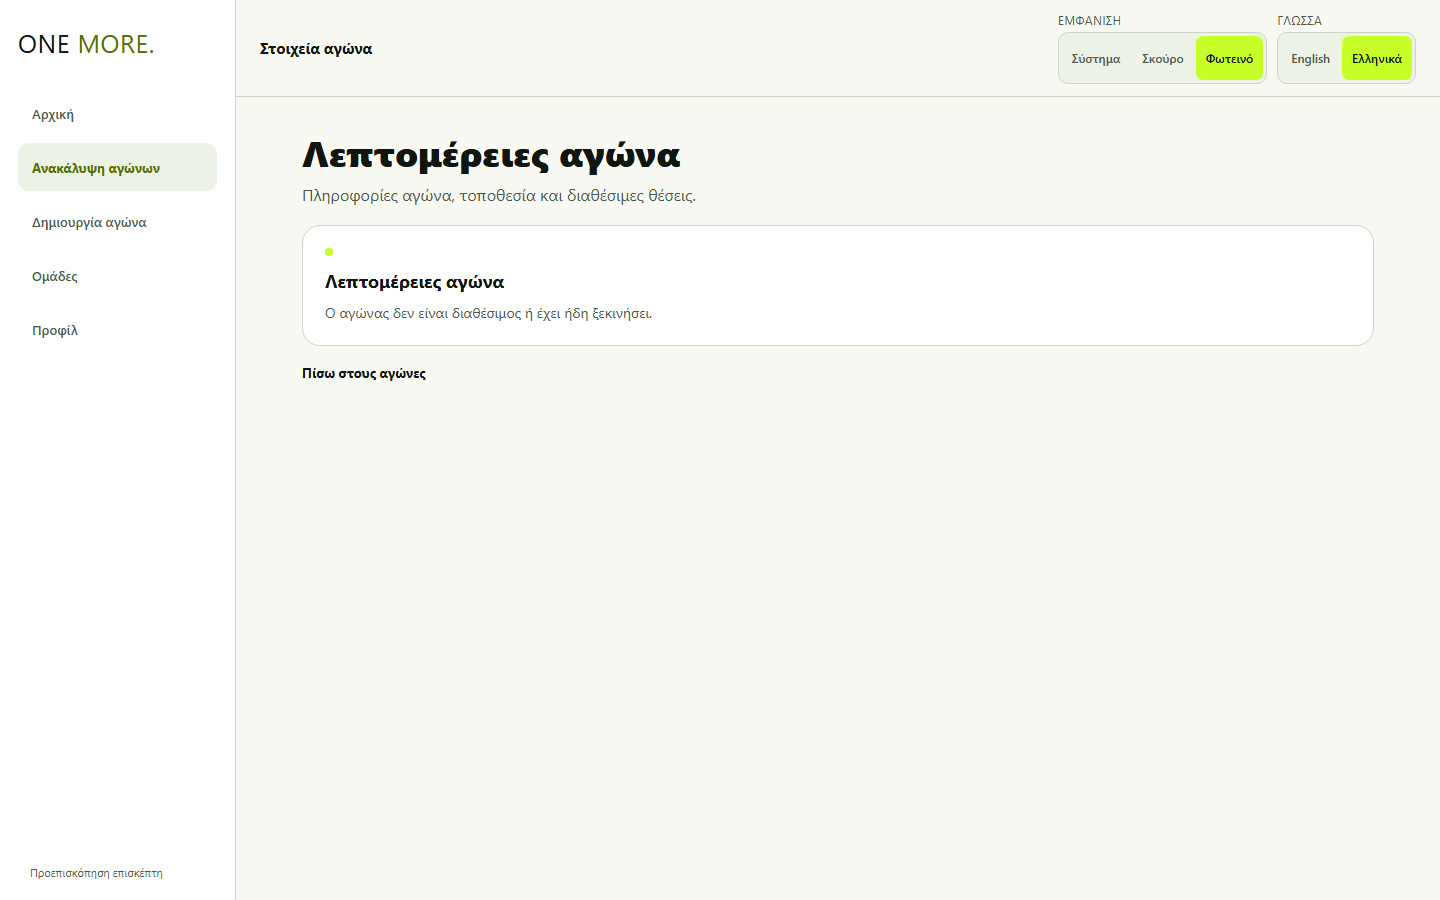 ONE MORE.
Αρχική
Ανακάλυψη αγώνων
Δημιουργία αγώνα
Ομάδες
Προφίλ
Προεπισκόπηση επισκέπτη
Στοιχεία αγώνα
ΕΜΦΑΝΙΣΗ
Σύστημα Σκούρο Φωτεινό
ΓΛΩΣΣΑ
English Ελληνικά
Λεπτομέρειες αγώνα
Πληροφορίες αγώνα, τοποθεσία και διαθέσιμες θέσεις.
Λεπτομέρειες αγώνα
Ο αγώνας δεν είναι διαθέσιμος ή έχει ήδη ξεκινήσει.
Πίσω στους αγώνες